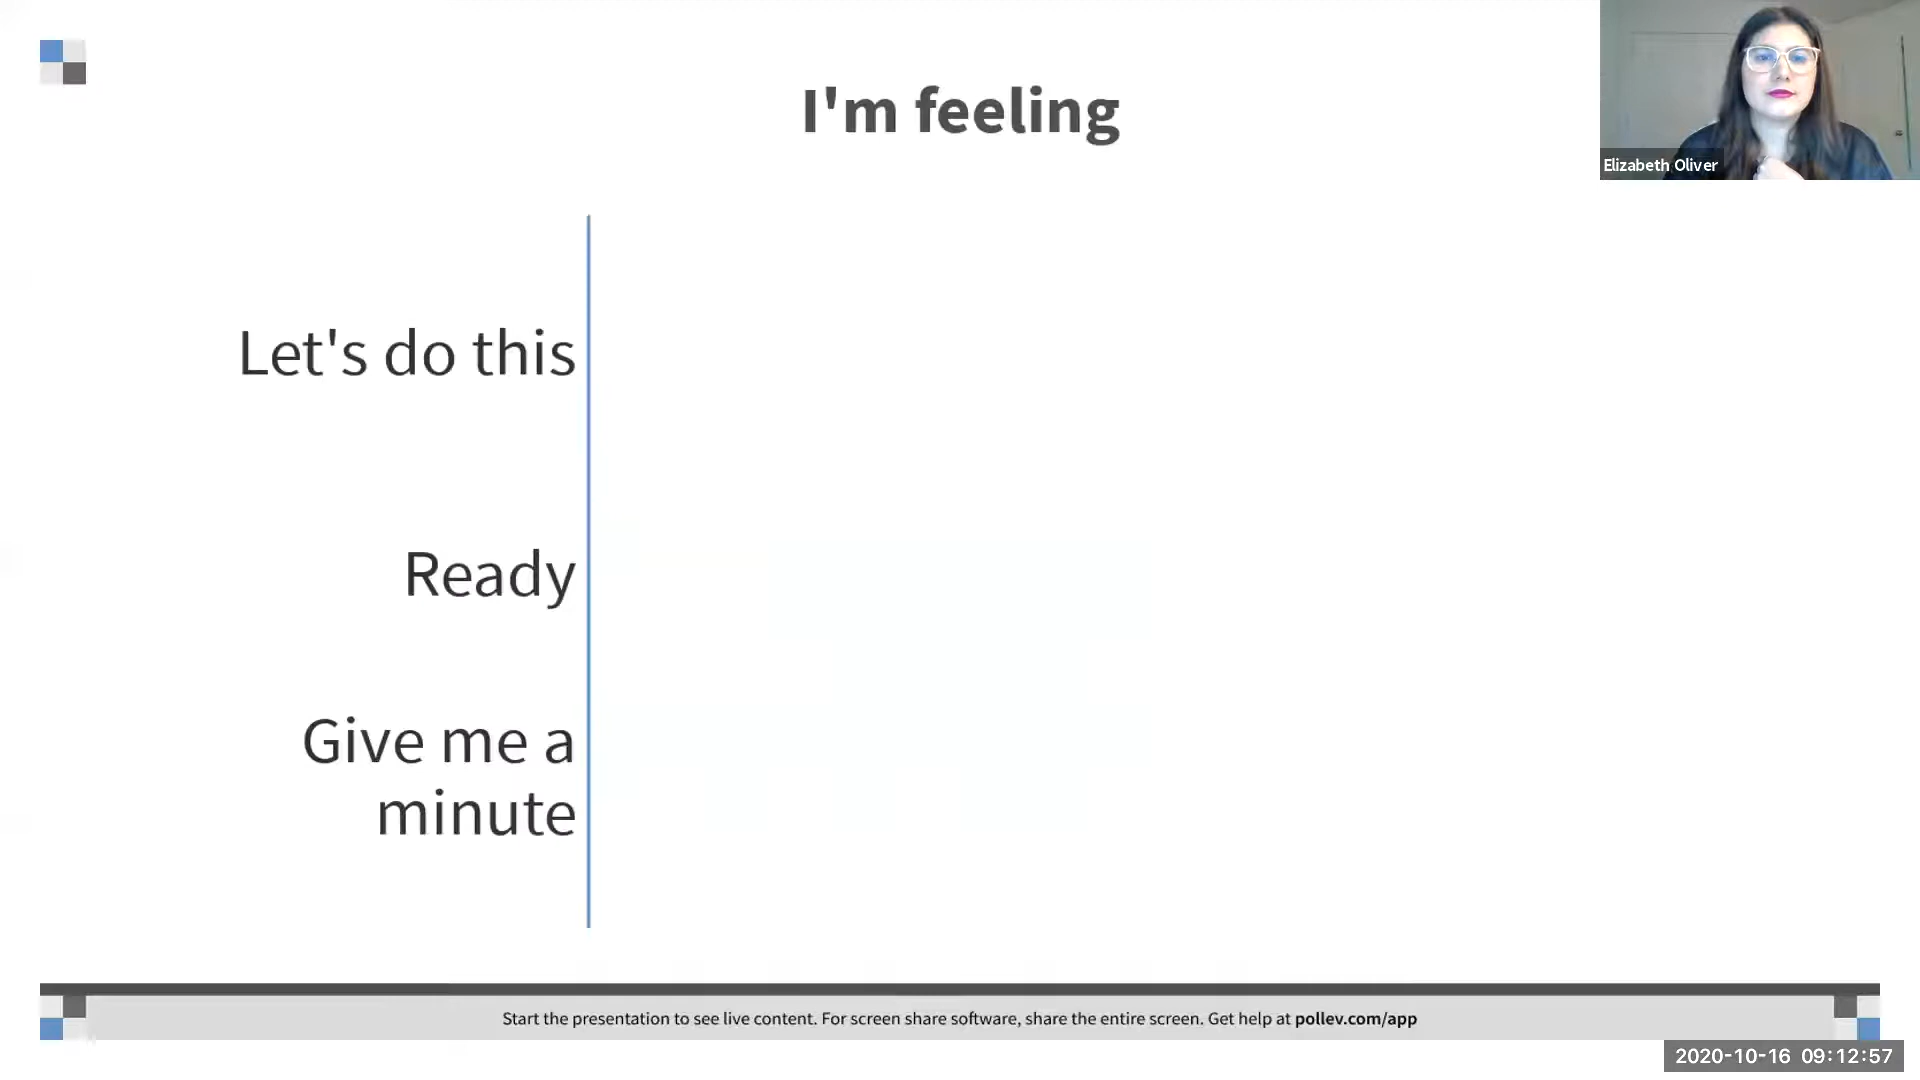 I'm feeling
Elizabeth Oliver
Let's do this
Ready
Give me a
minute
Start the presentation to see live content. For screen share software, share the entire screen. Get help at pollev.com/app
2020-10-16 09:12:57